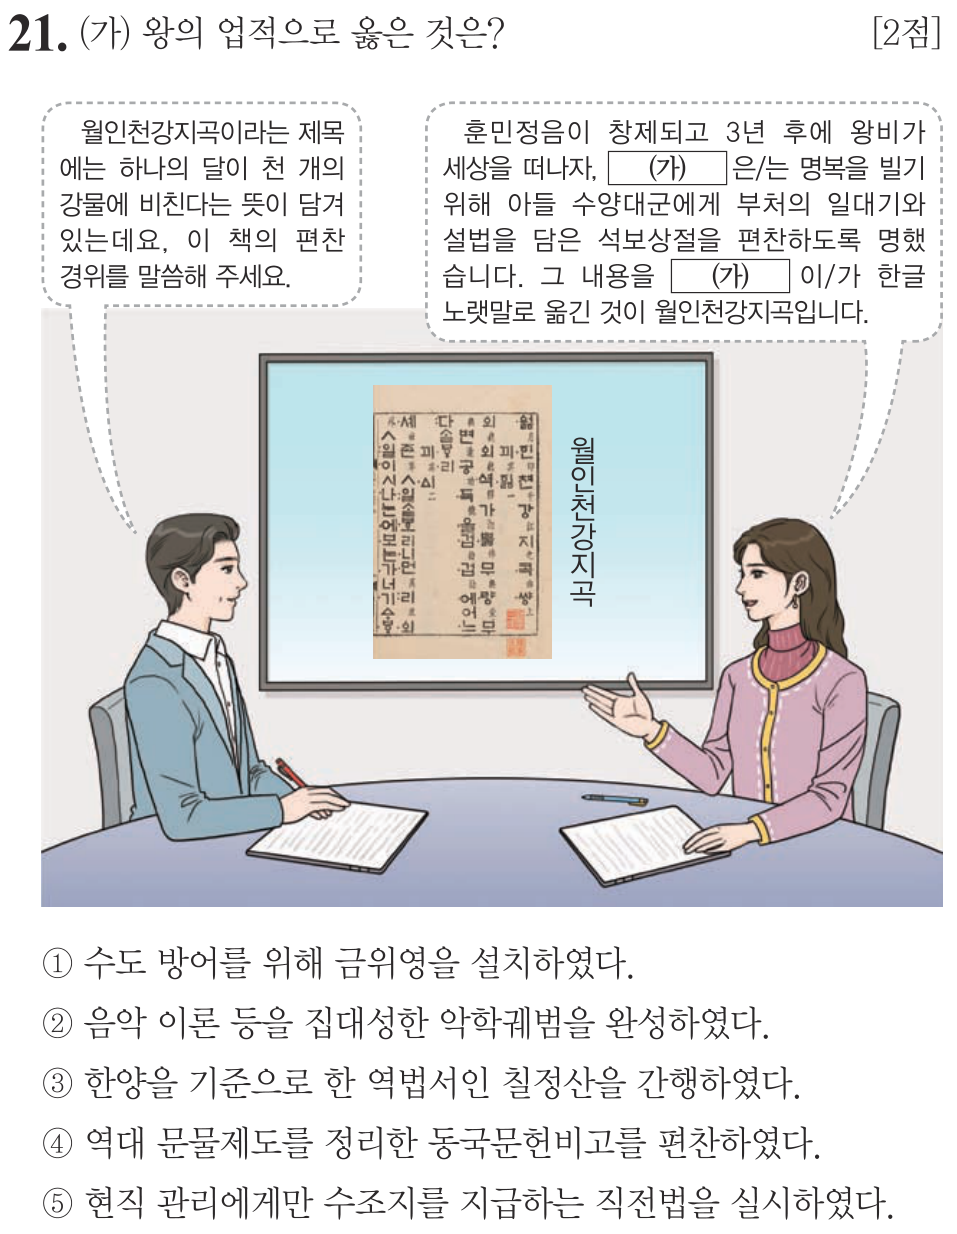 21. (가) 왕의 업적으로 옳은 것은? [2점]
월인천강지곡이라는 제목
에는 하나의 달이 천 개의
강물에 비친다는 뜻이 담겨
있는데요, 이 책의 편찬
경위를 말씀해 주세요.
훈민정음이 창제되고 3년 후에 왕비가
세상을 떠나자, (가) 은/는 명복을 빌기
위해 아들 수양대군에게 부처의 일대기와
설법을 담은 석보상절을 편찬하도록 명했
습니다. 그 내용을 (가) 이/가 한글
노랫말로 옮긴 것이 월인천강지곡입니다.
월인천강지곡
① 수도 방어를 위해 금위영을 설치하였다.
② 음악 이론 등을 집대성한 악학궤범을 완성하였다.
③ 한양을 기준으로 한 역법서인 칠정산을 간행하였다.
④ 역대 문물제도를 정리한 동국문헌비고를 편찬하였다.
⑤ 현직 관리에게만 수조지를 지급하는 직전법을 실시하였다.